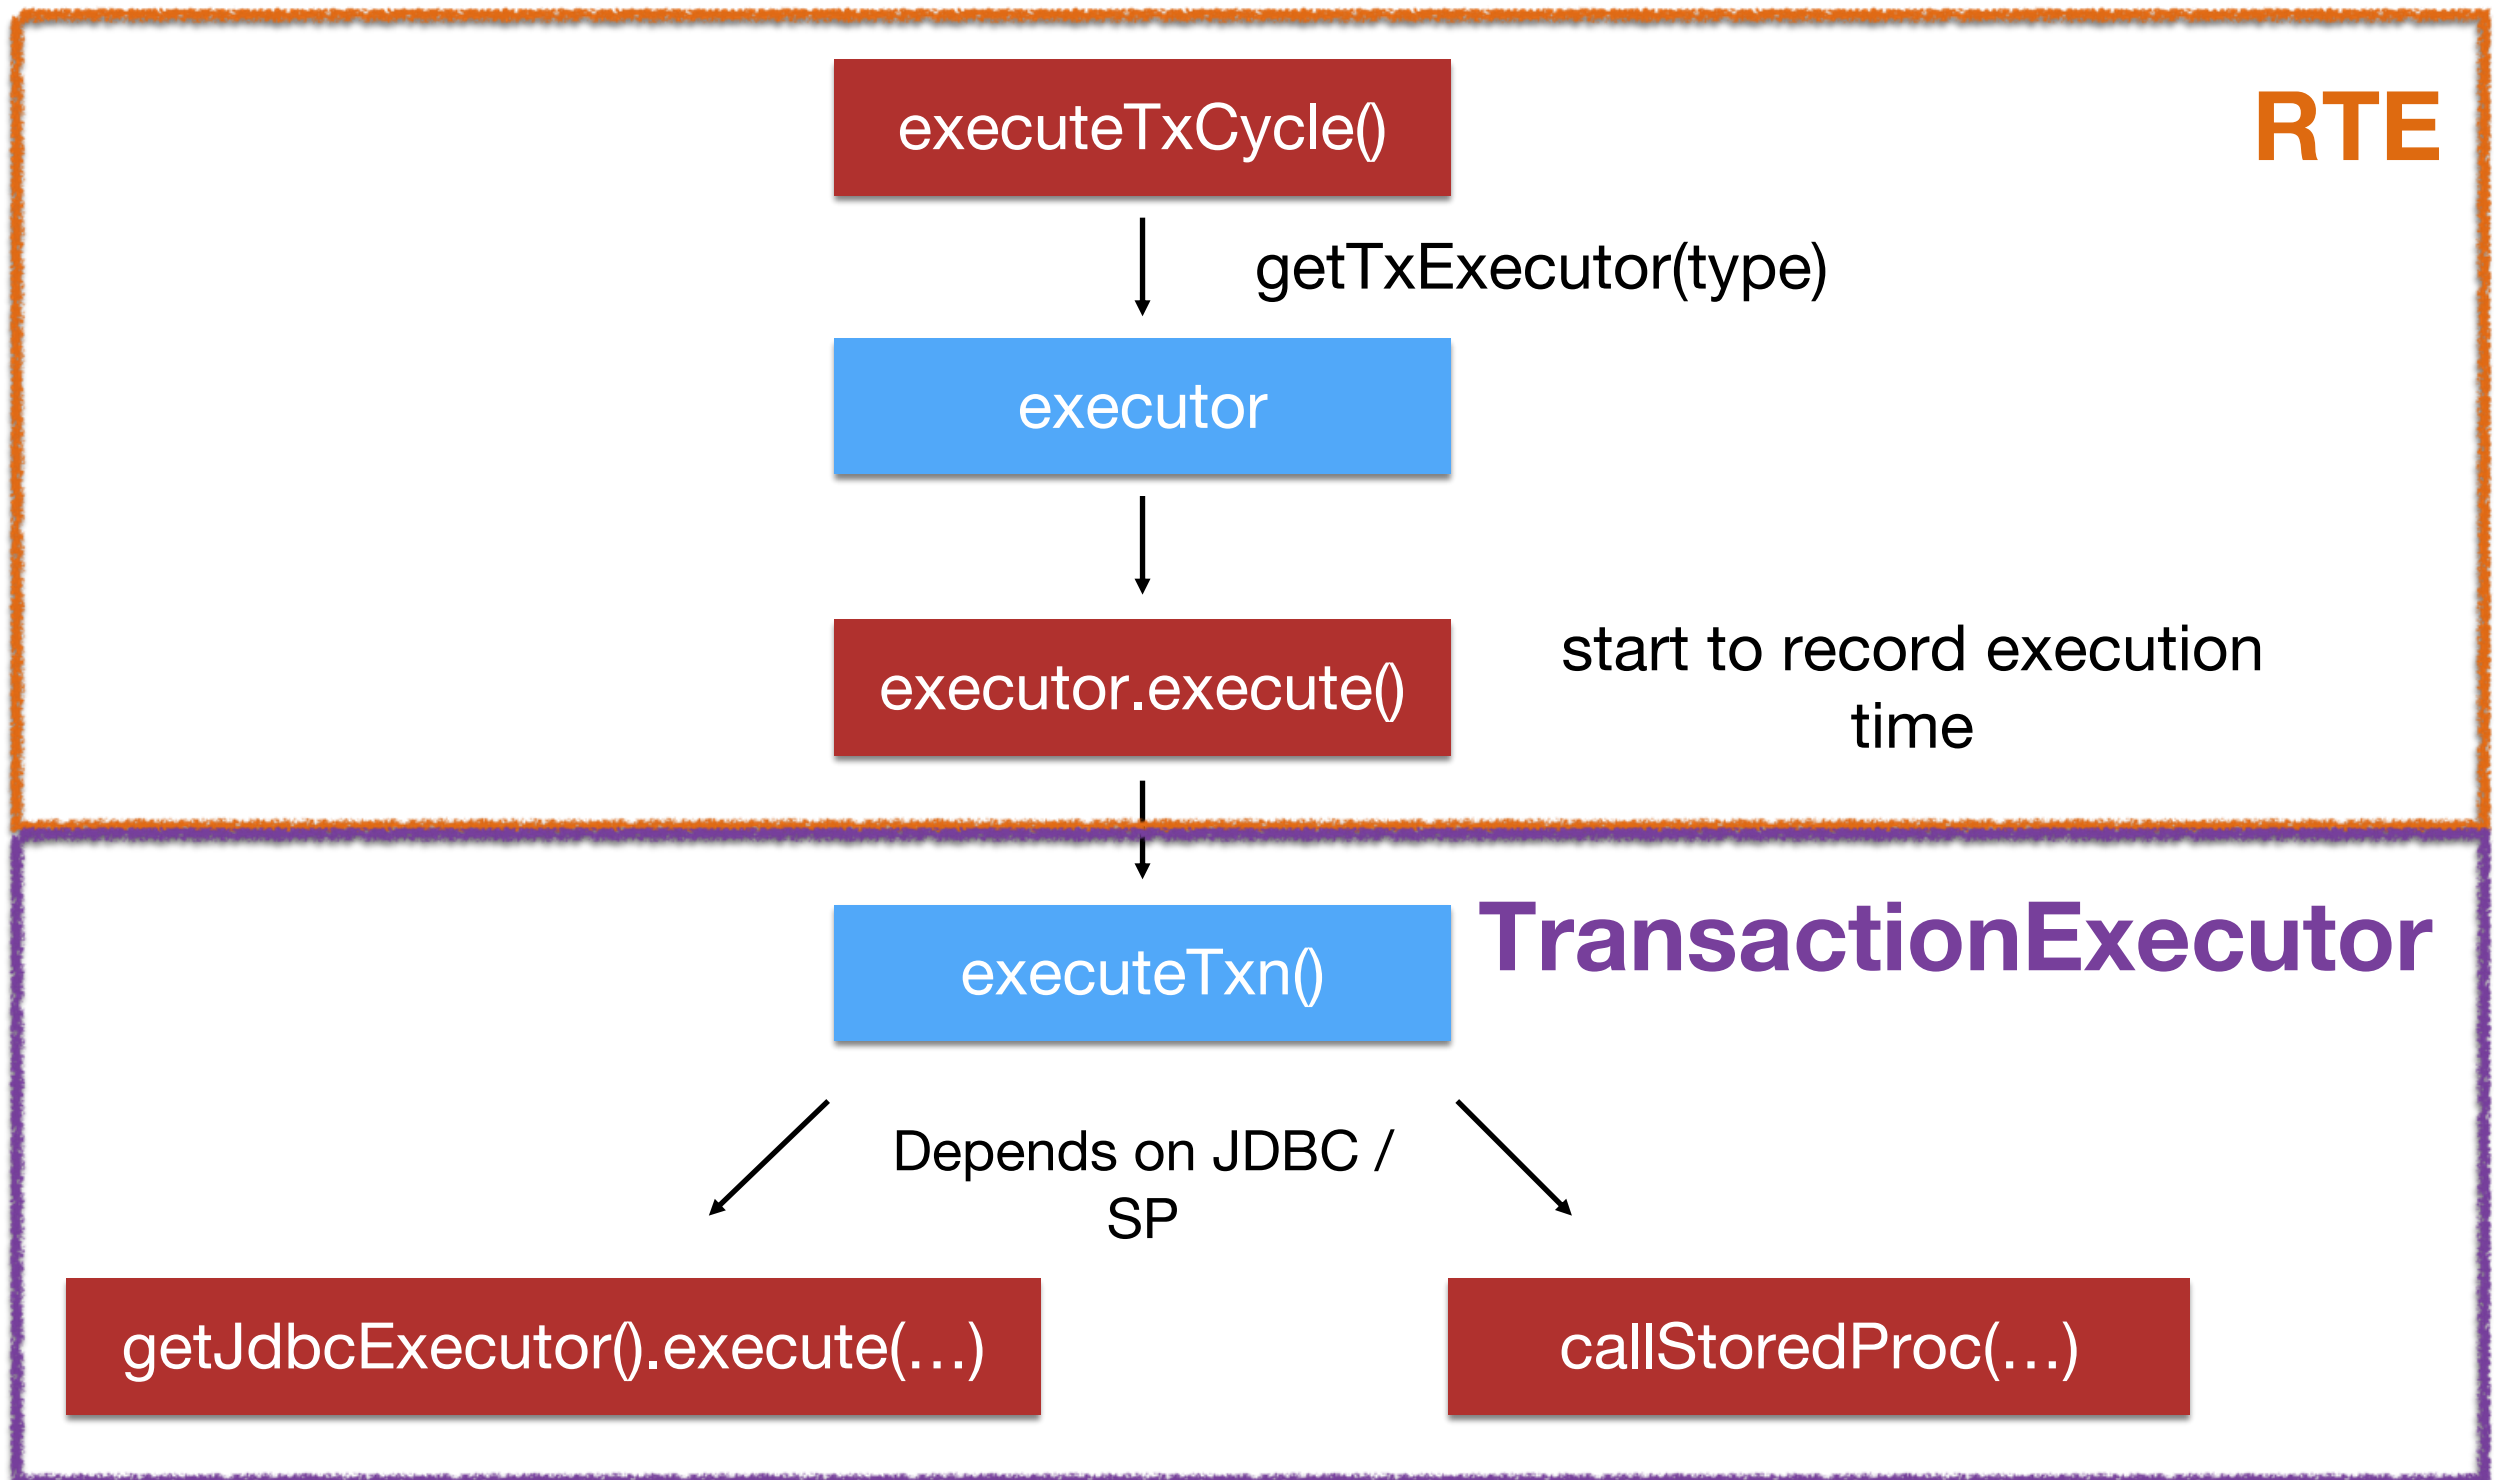 executeTxCycle()
RTE
getTxExecutor(type)
executor
executor.execute()
start to record execution
time
TransactionExecutor
executeTxn()
Depends on JDBC /
SP
getJdbcExecutor().execute(...)
callStoredProc(...)